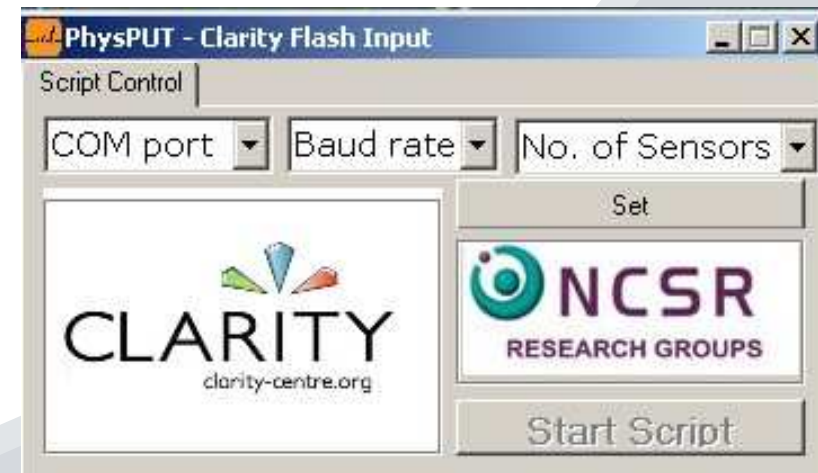 PhysPUT - Clarity Flash Input
Script Control
COM port
Baud rate
No. of Sensors
Set
CLARITY
clarity-centre.org
NCSR
RESEARCH GROUPS
Start Script